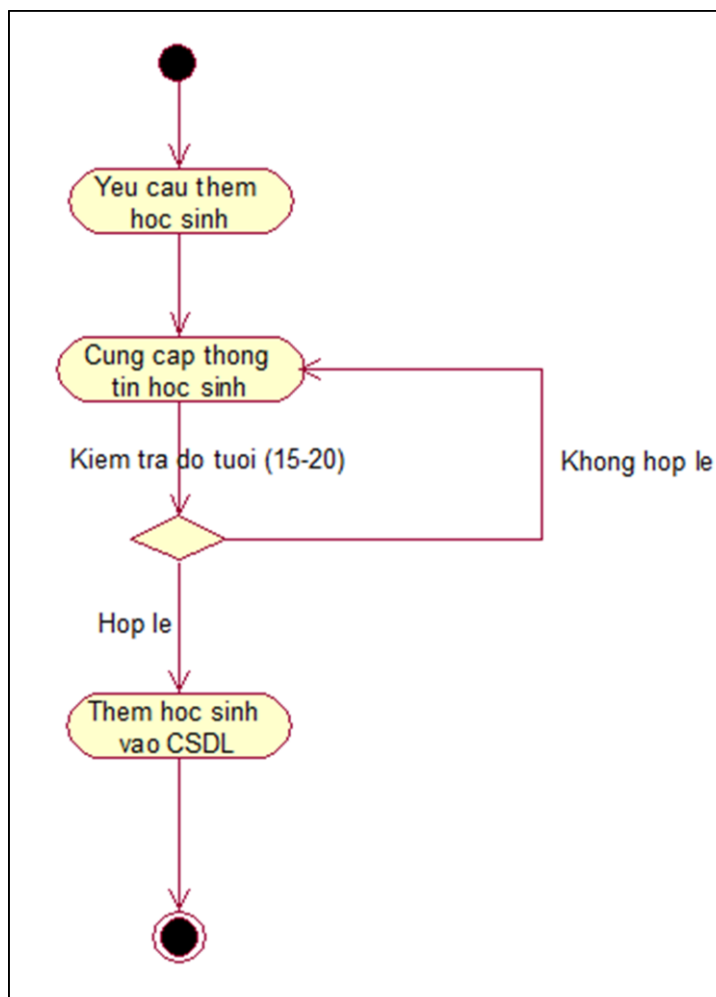 Yeu cau them
hoc sinh
Cung cap thong
tin hoc sinh
Kiem tra do tuoi (15-20)
Khong hop le
Hop le
Them hoc sinh
vao CSDL